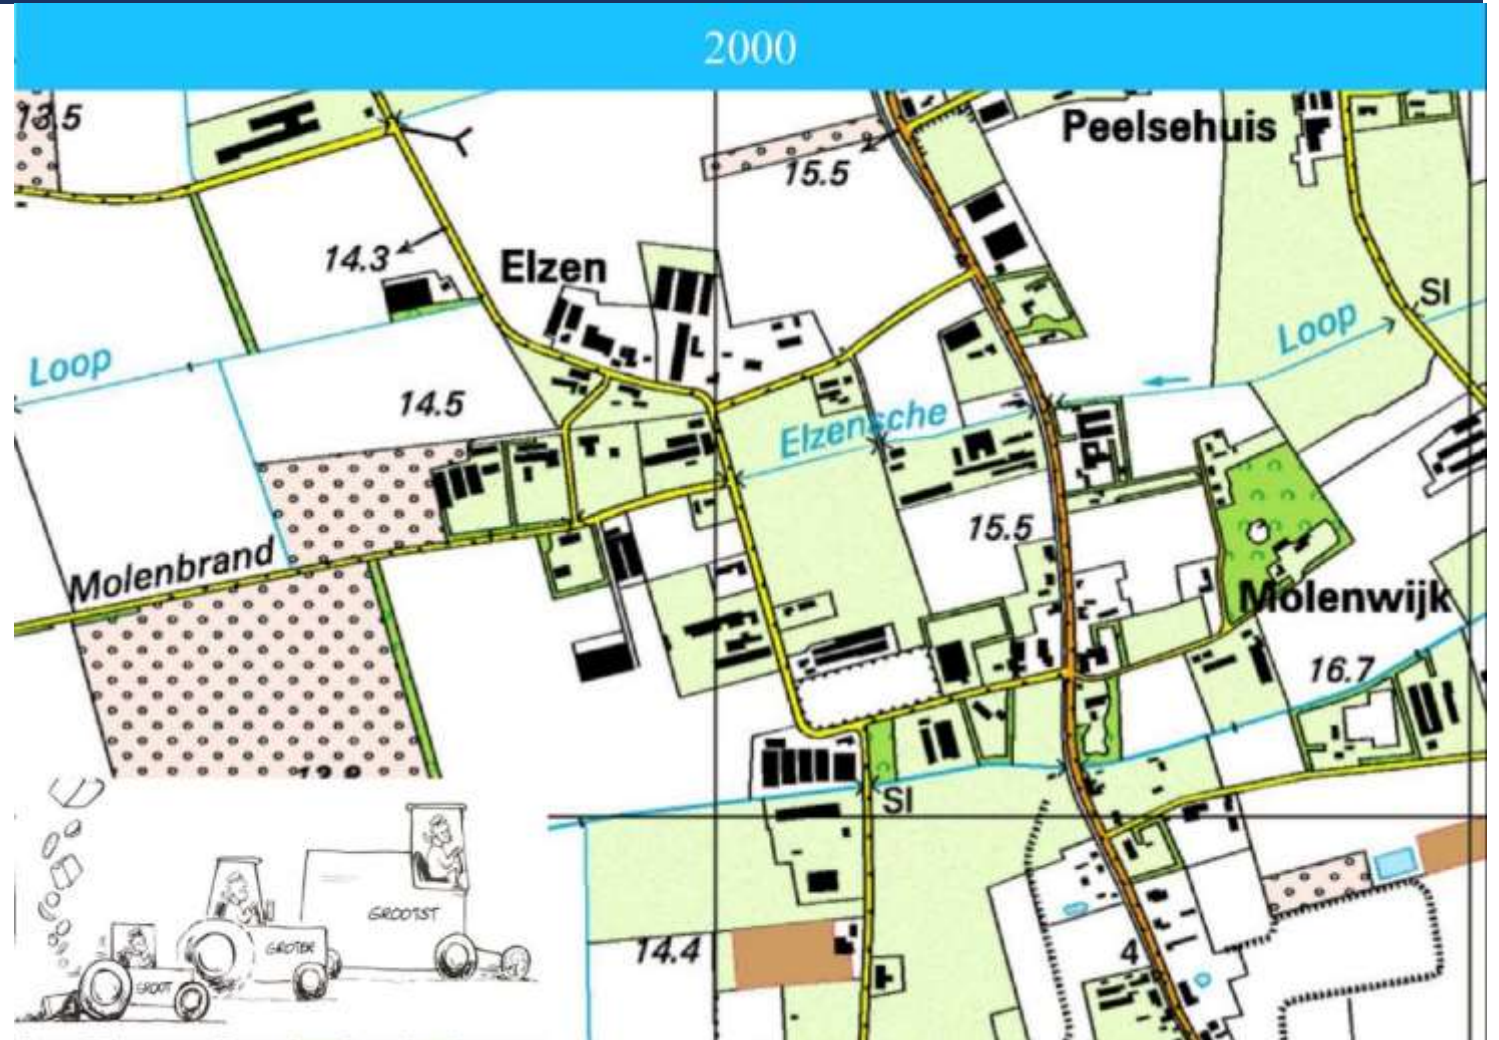 2000
13.5
Peelsehuis
15.5
14.3
Elzen
SI
Loop
Loop
14.5
Elzensche
15.5
Molenbrand
Molenwijk
16.7
SI
GROOTST
GROTER
GROOT
14.4
4